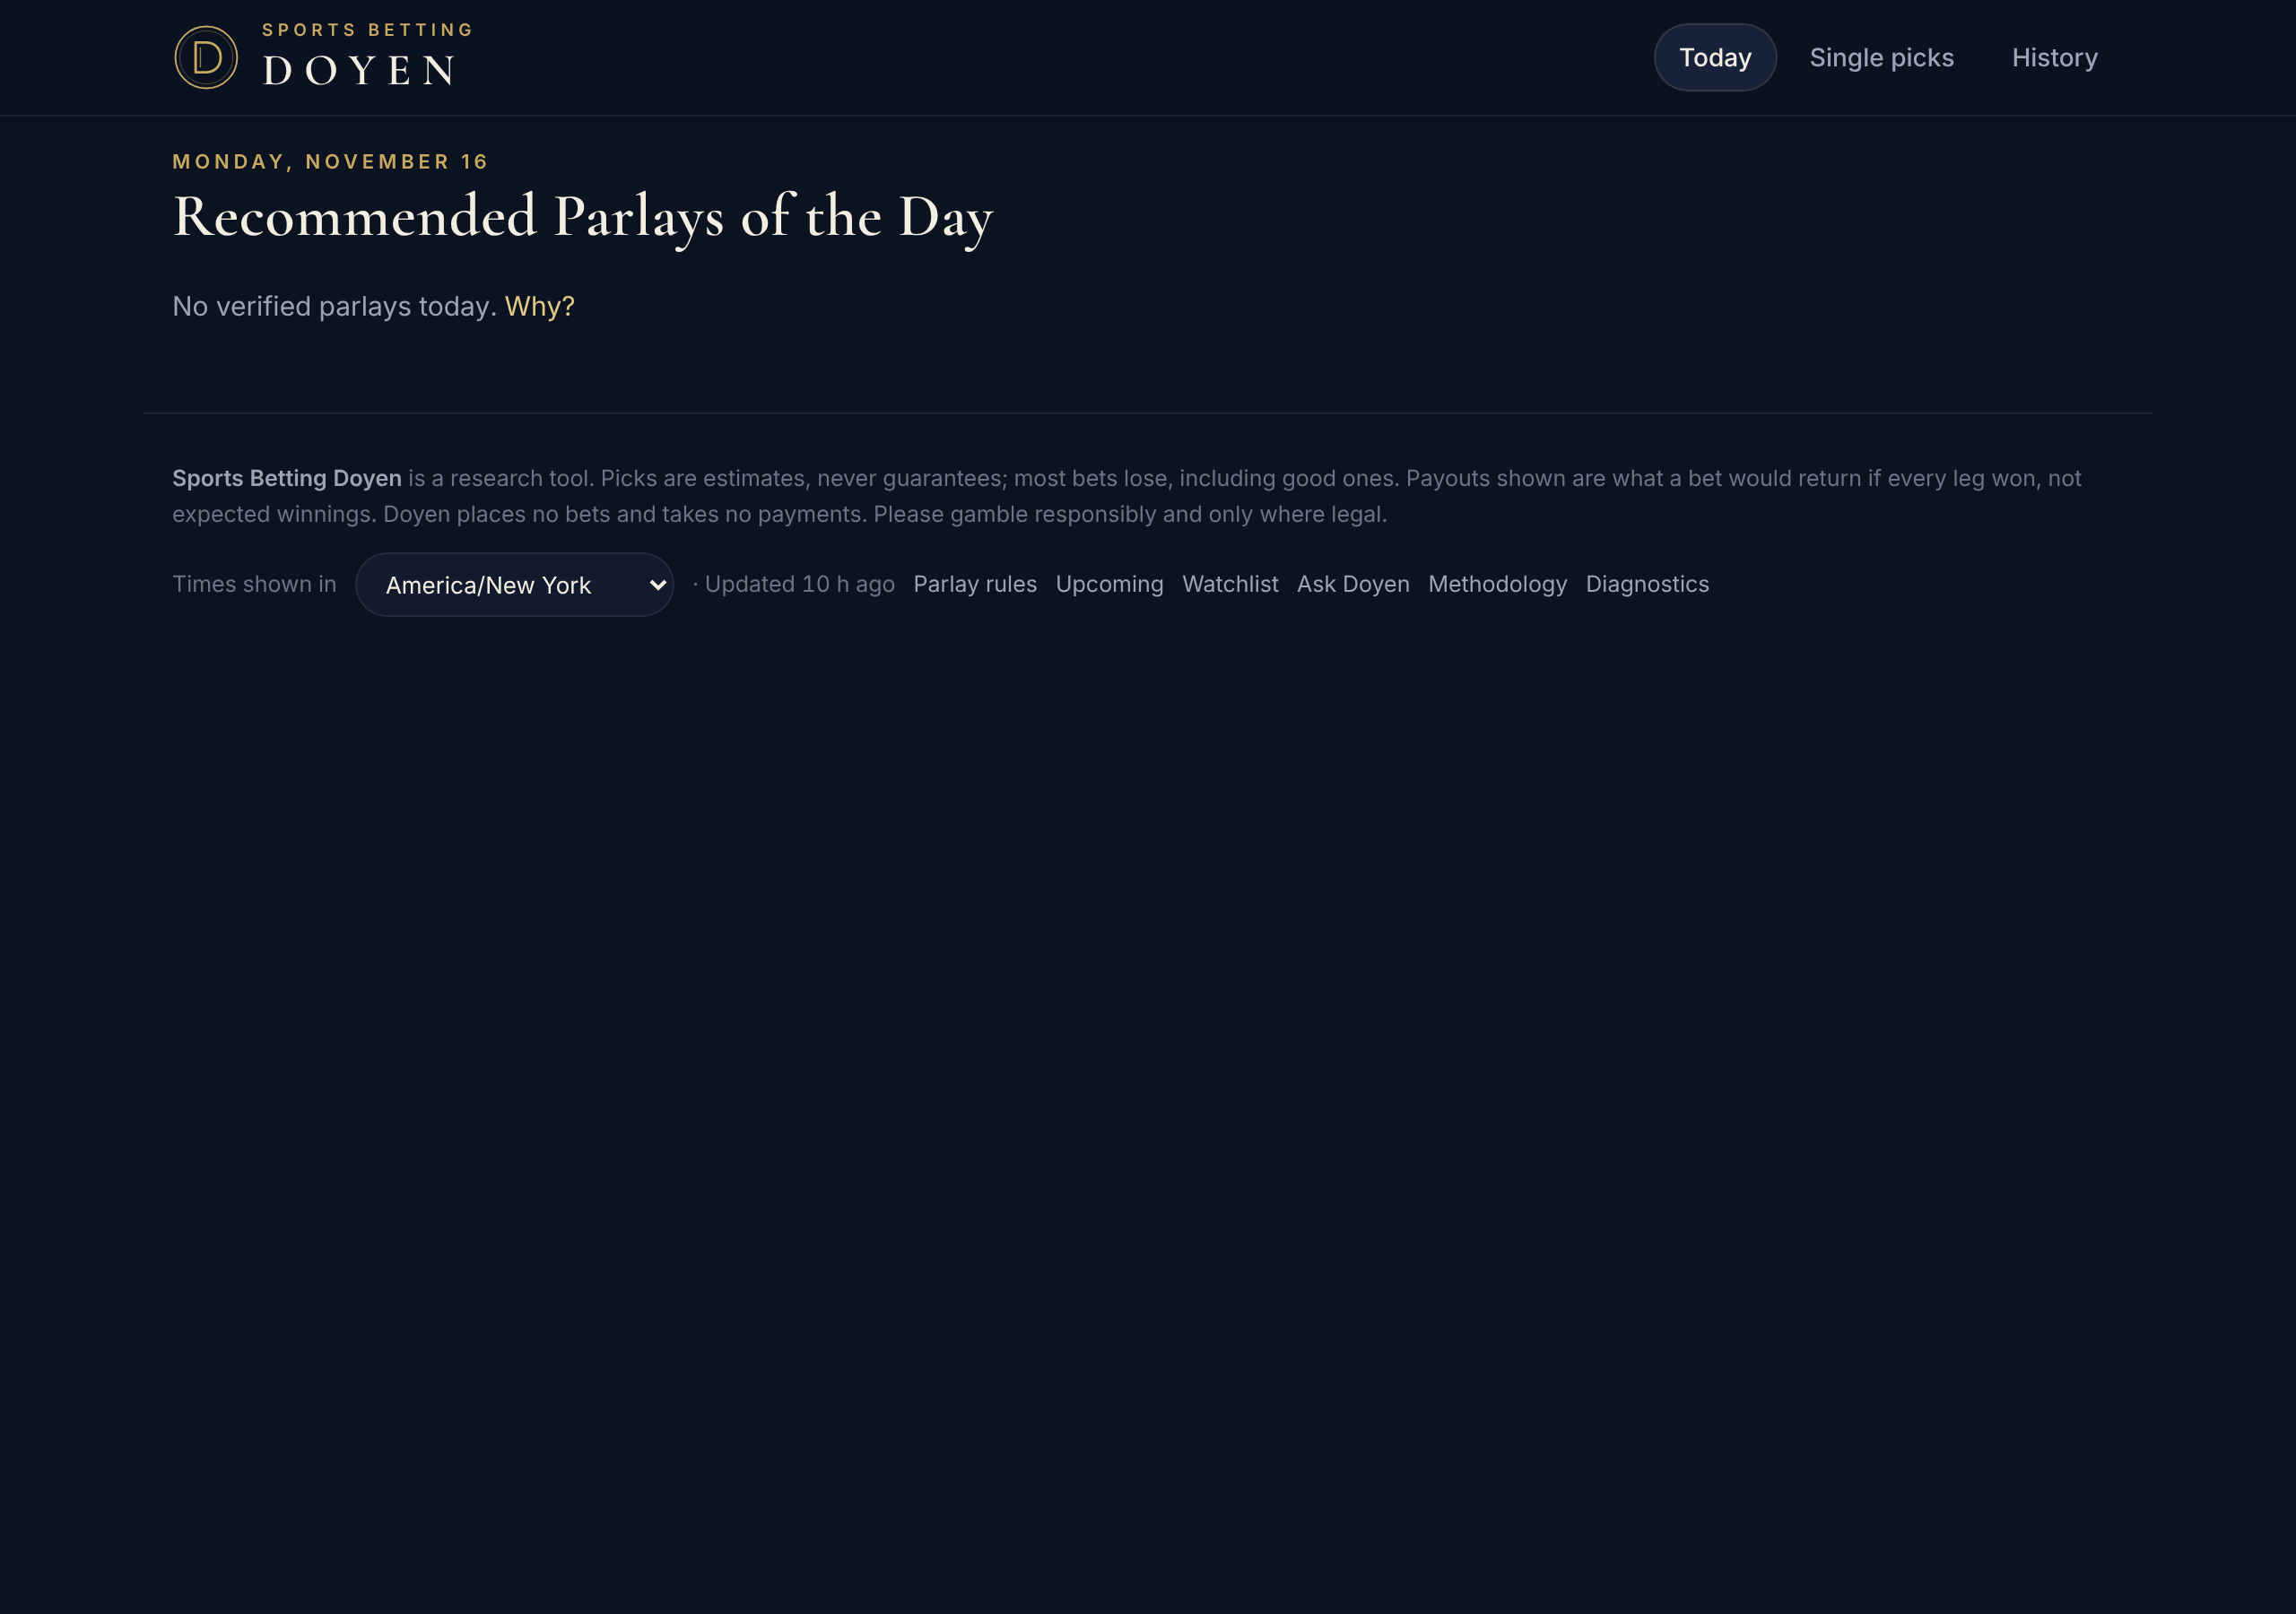 SPORTS BETTING
DOYEN
Today
Single picks
History
MONDAY, NOVEMBER 16
Recommended Parlays of the Day
No verified parlays today. Why?
Sports Betting Doyen is a research tool. Picks are estimates, never guarantees; most bets lose, including good ones. Payouts shown are what a bet would return if every leg won, not
expected winnings. Doyen places no bets and takes no payments. Please gamble responsibly and only where legal.
Times shown in America/New York · Updated 10 h ago Parlay rules Upcoming Watchlist Ask Doyen Methodology Diagnostics